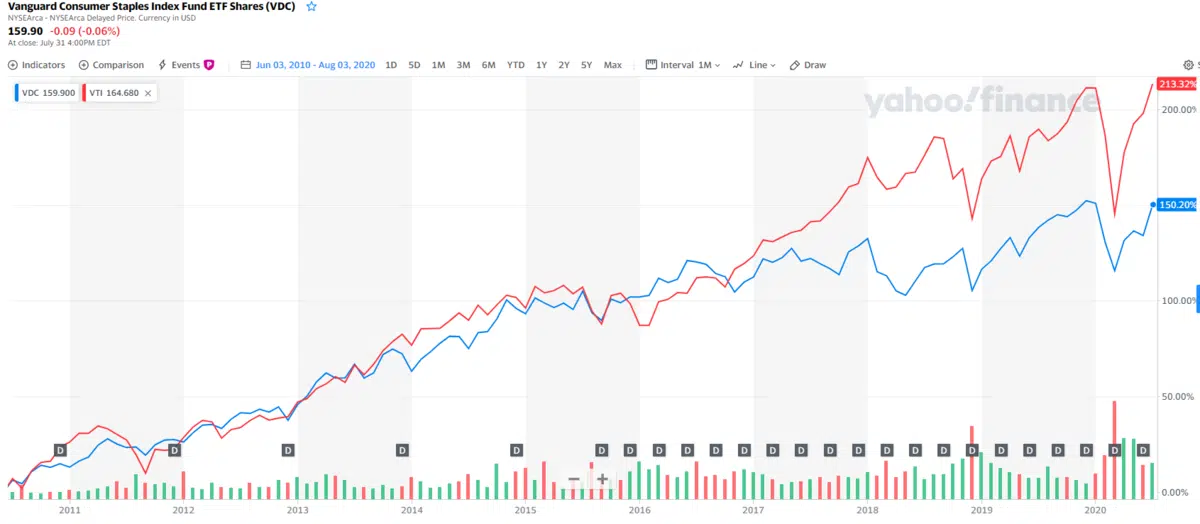 Vanguard Consumer Staples Index Fund ETF Shares (VDC)
NYSEArca - NYSEArca Delayed Price. Currency in USD
159.90 -0.09 (-0.06%)
At close: July 31 4:00PM EDT
Indicators Comparison Events P Jun 03, 2010 - Aug 03, 2020 1D 5D 1M 3M 6M YTD 1Y 2Y 5Y Max Interval 1M Line Draw S
VDC 159.900 VTI 164.680
yahoo!finance
213.32%
200.00%
150.20%
100.00%
50.00%
D D D D D D D D D D D D D D D D D D D D D D D D D
0.00%
2011 2012 2013 2014 2015 2016 2017 2018 2019 2020